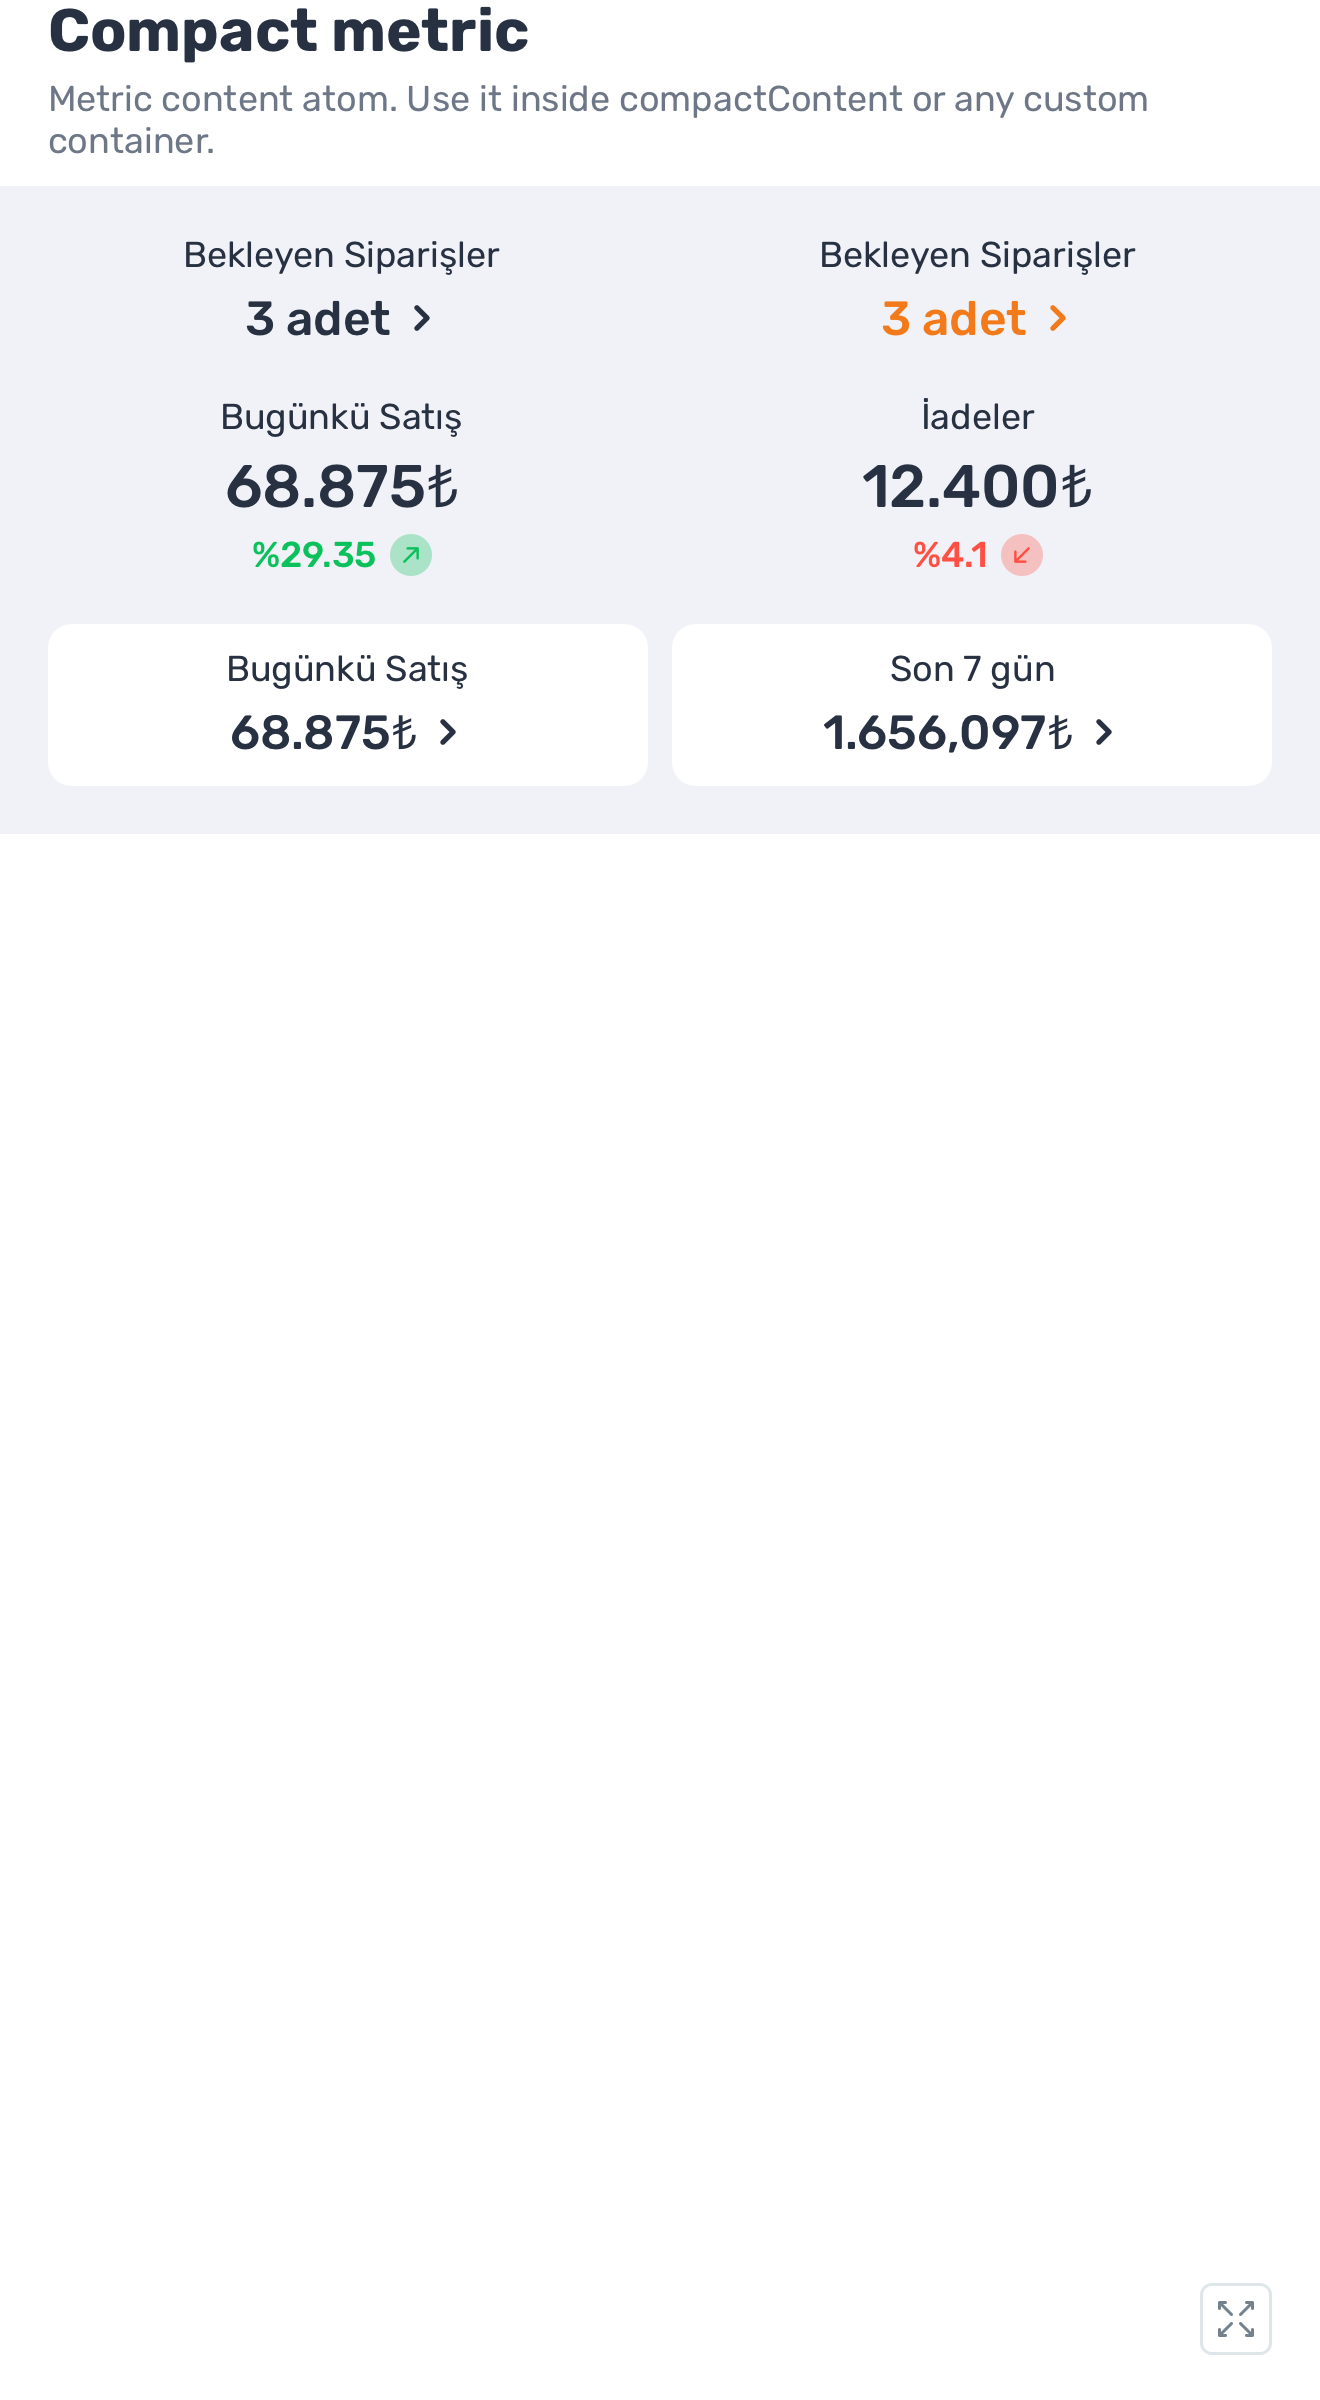 Compact metric
Metric content atom. Use it inside compactContent or any custom
container.
Bekleyen Siparişler
3 adet
Bekleyen Siparişler
3 adet
Bugünkü Satış
68.875₺
%29.35
İadeler
12.400₺
%4.1
Bugünkü Satış
68.875₺
Son 7 gün
1.656,097₺